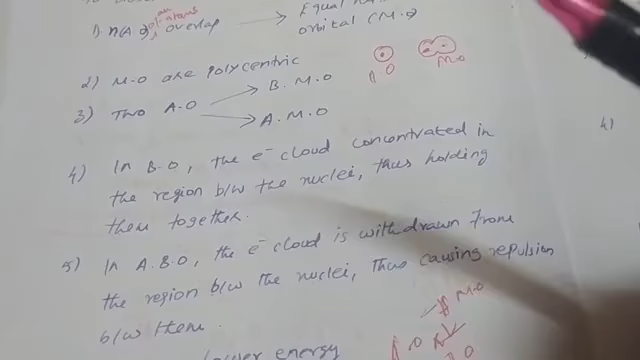 Equal
of atoms
1) n(A.O) overlap → orbital (M.O)
2) M.O are polycentric
A.O M.O
3) Two A.O → B.M.O
→ A.M.O
4) In B.O, the e⁻ cloud concentrated in
the region b/w the nuclei, thus holding
them together.
5) In A.B.O, the e⁻ cloud is withdrawn from
the region b/w the nuclei, thus causing repulsion
b/w them.
M.O
lower energy